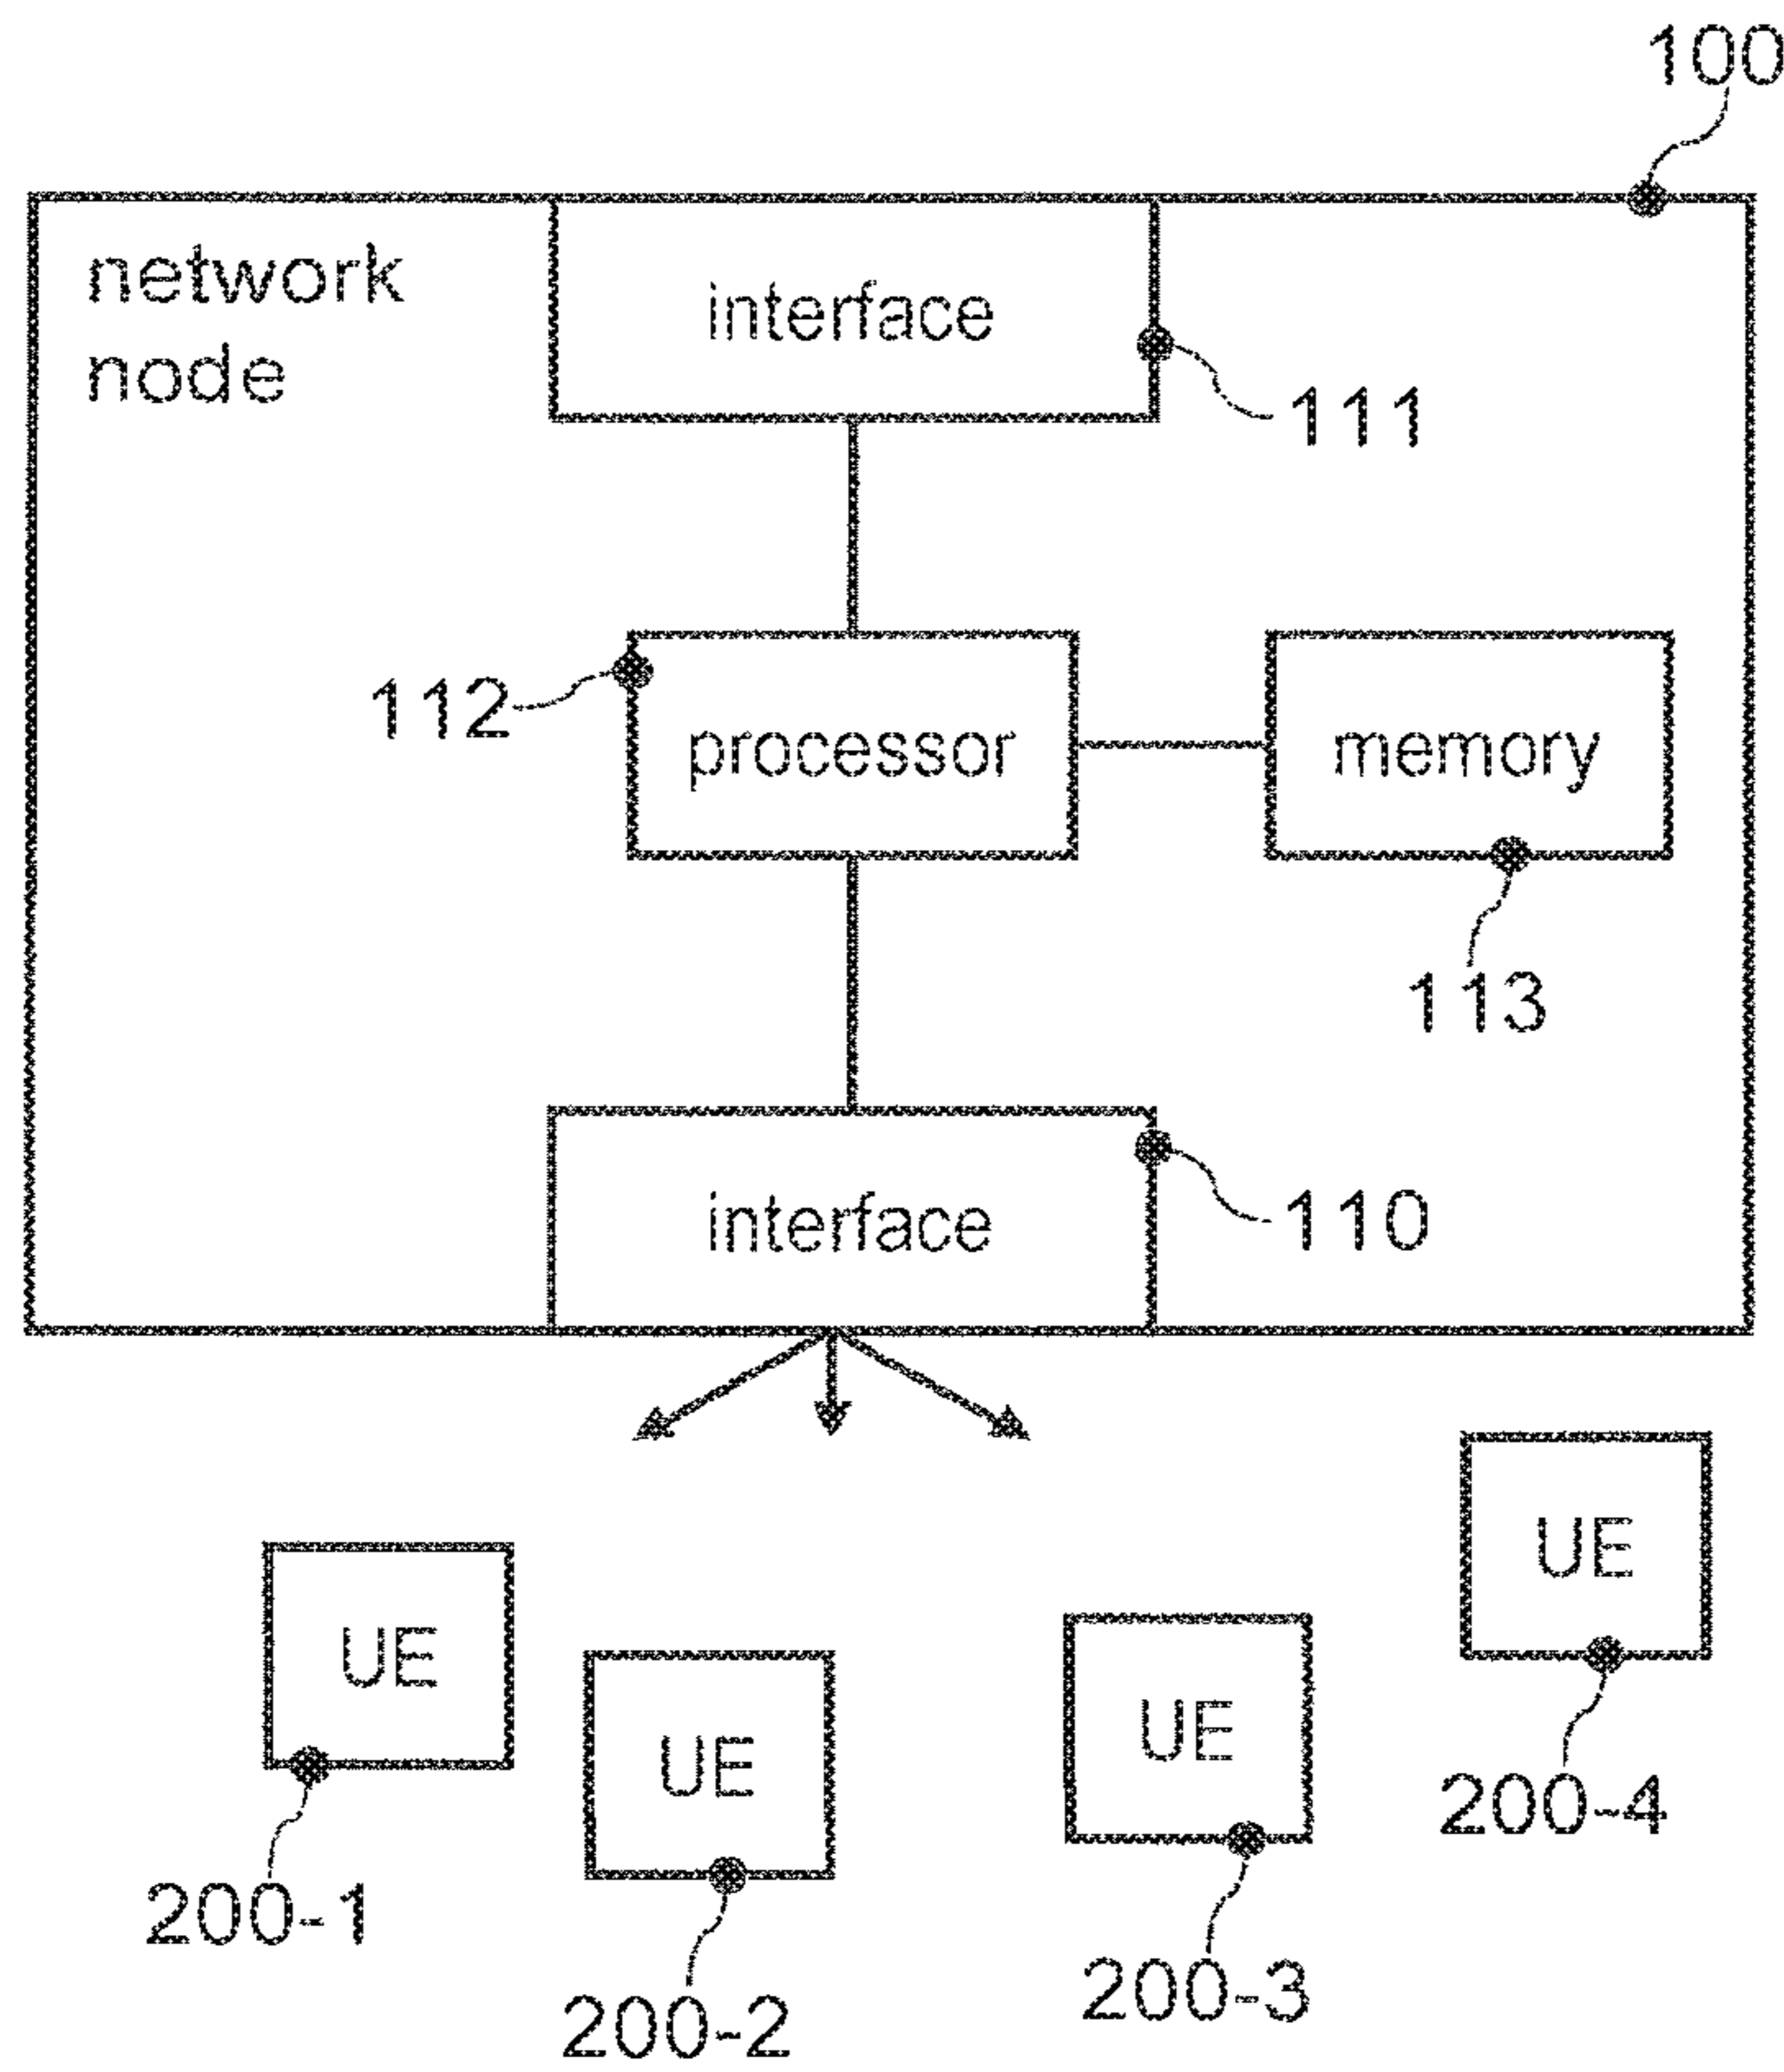 100
network
node
interface
111
112
processor
memory
113
interface
110
UE
UE
UE
UE
200-4
200-1
200-3
200-2